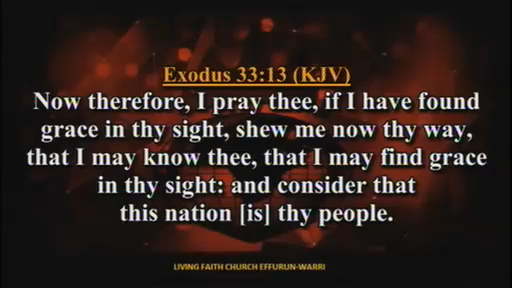 Exodus 33:13 (KJV)
Now therefore, I pray thee, if I have found
grace in thy sight, shew me now thy way,
that I may know thee, that I may find grace
in thy sight: and consider that
this nation [is] thy people.
LIVING FAITH CHURCH EFFURUN-WARRI